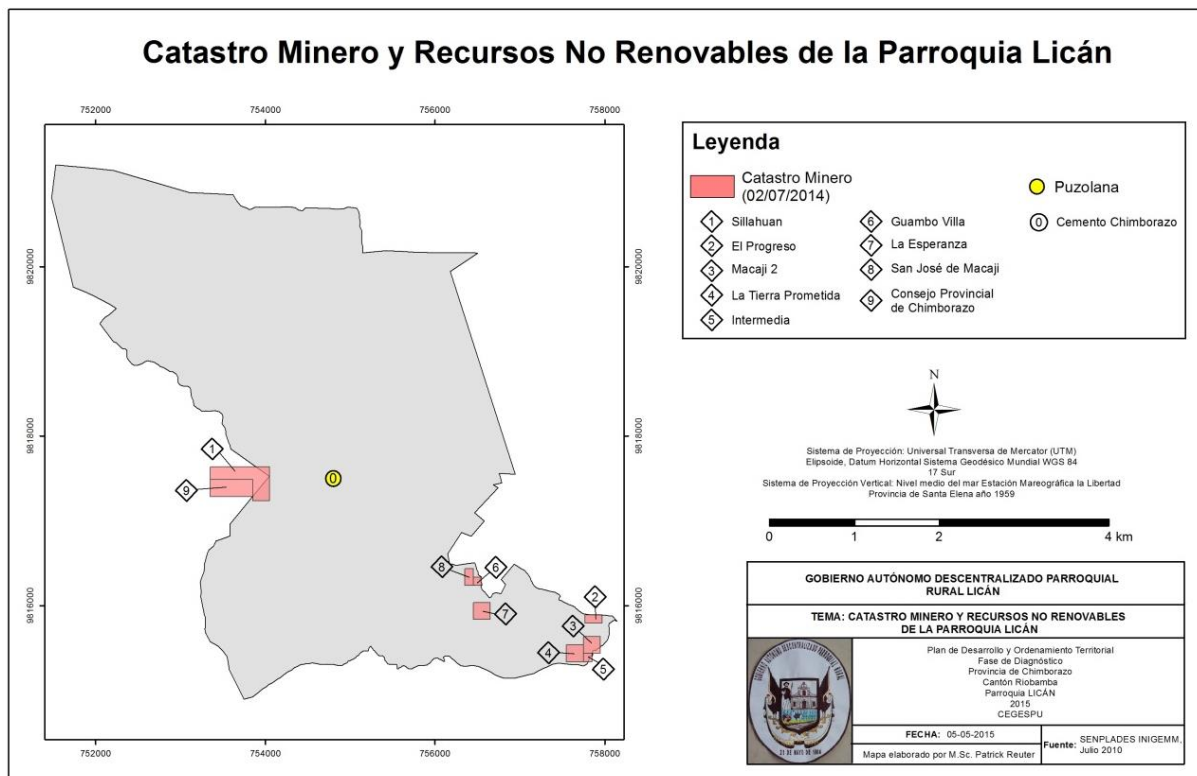 Catastro Minero y Recursos No Renovables de la Parroquia Licán
752000 754000 756000 758000
9820000 9820000
9818000 9818000
9816000 9816000
1
9
0
8
6
7
2
3
4
5
752000 754000 756000 758000
Leyenda
Catastro Minero
(02/07/2014)
1 Sillahuan
2 El Progreso
3 Macaji 2
4 La Tierra Prometida
5 Intermedia
6 Guambo Villa
7 La Esperanza
8 San José de Macaji
9 Consejo Provincial
de Chimborazo
Puzolana
0 Cemento Chimborazo
N
Sistema de Proyección: Universal Transversa de Mercator (UTM)
Elipsoide, Datum Horizontal Sistema Geodésico Mundial WGS 84
17 Sur
Sistema de Proyección Vertical: Nivel medio del mar Estación Mareográfica la Libertad
Provincia de Santa Elena año 1959
0 1 2 4 km
GOBIERNO AUTÓNOMO DESCENTRALIZADO PARROQUIAL
RURAL LICÁN
TEMA: CATASTRO MINERO Y RECURSOS NO RENOVABLES
DE LA PARROQUIA LICÁN
Plan de Desarrollo y Ordenamiento Territorial
Fase de Diagnóstico
Provincia de Chimborazo
Cantón Riobamba
Parroquia LICÁN
2015
CEGESPU
FECHA: 05-05-2015
Mapa elaborado por M.Sc. Patrick Reuter
Fuente: SENPLADES INIGEMM,
Julio 2010